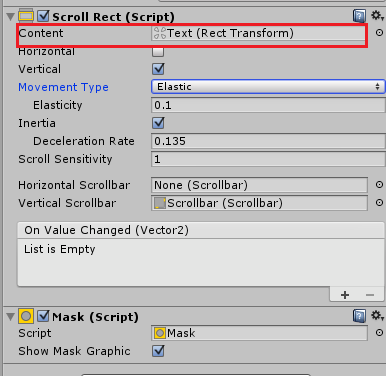 Scroll Rect (Script)
Content Text (Rect Transform)
Horizontal
Vertical
Movement Type Elastic
Elasticity 0.1
Inertia
Deceleration Rate 0.135
Scroll Sensitivity 1
Horizontal Scrollbar None (Scrollbar)
Vertical Scrollbar Scrollbar (Scrollbar)
On Value Changed (Vector2)
List is Empty
+ −
Mask (Script)
Script Mask
Show Mask Graphic